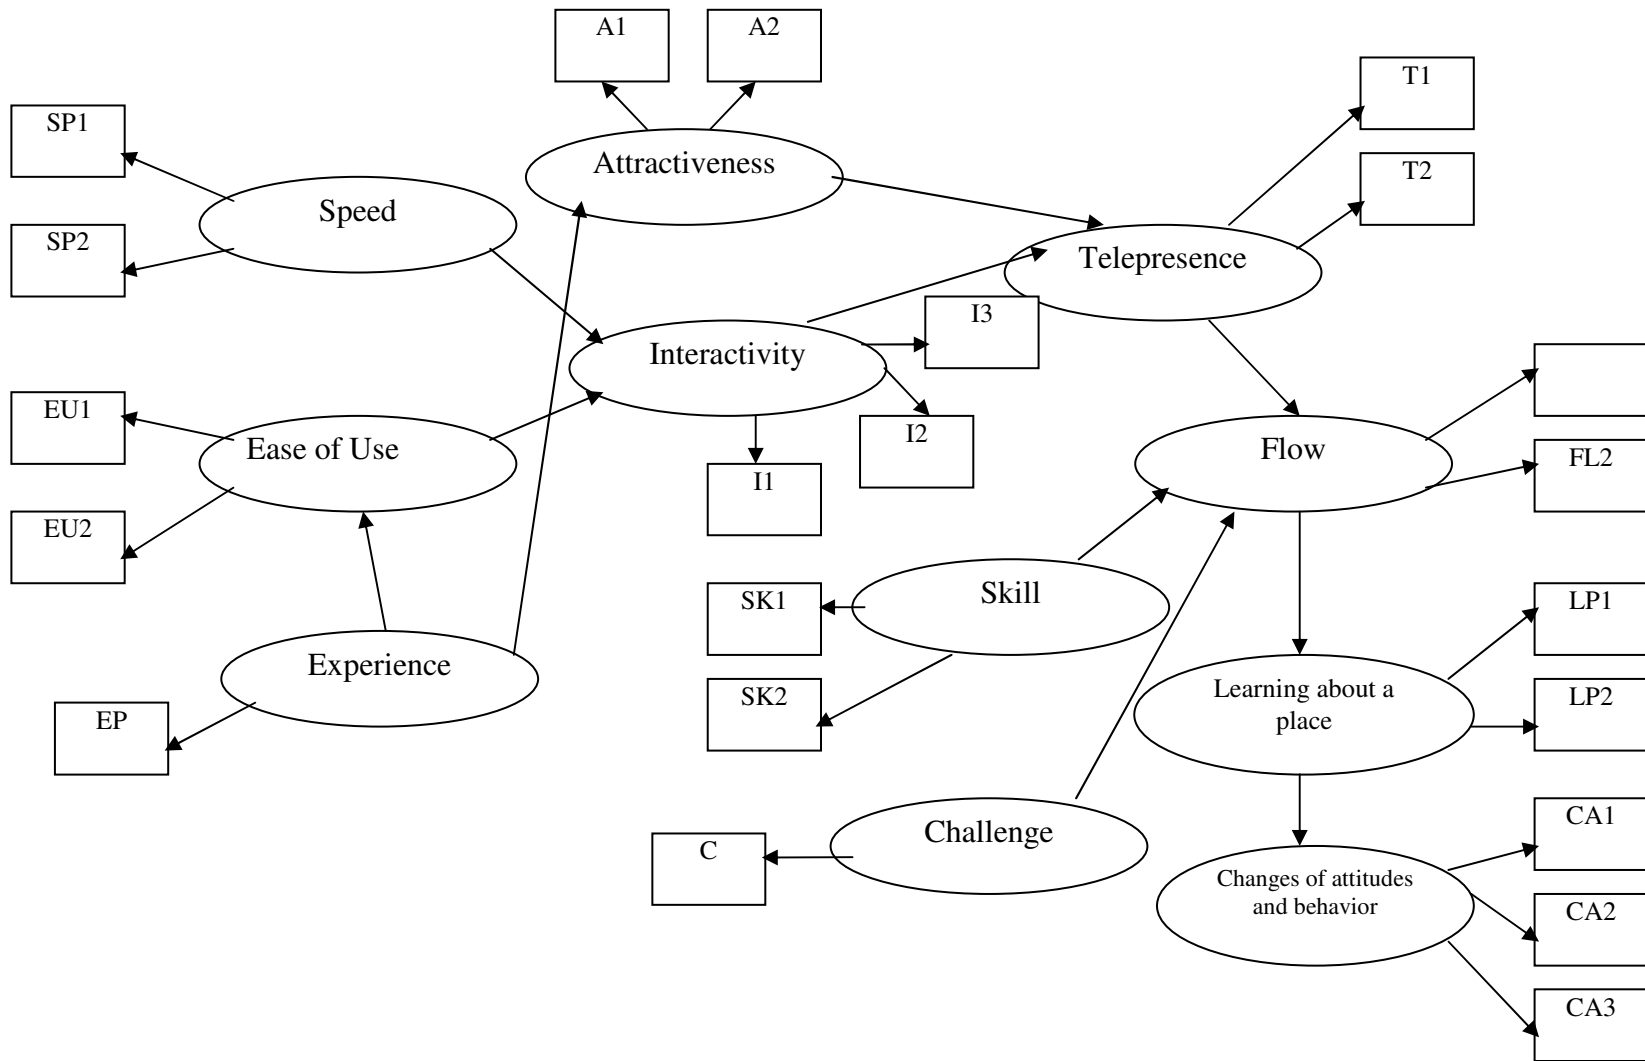 A1
A2
T1
SP1
Attractiveness
T2
Speed
SP2
Telepresence
I3
Interactivity
EU1
I2
Ease of Use
Flow
FL2
I1
EU2
SK1
Skill
LP1
Experience
SK2
Learning about a
place
LP2
EP
CA1
C
Challenge
Changes of attitudes
and behavior
CA2
CA3